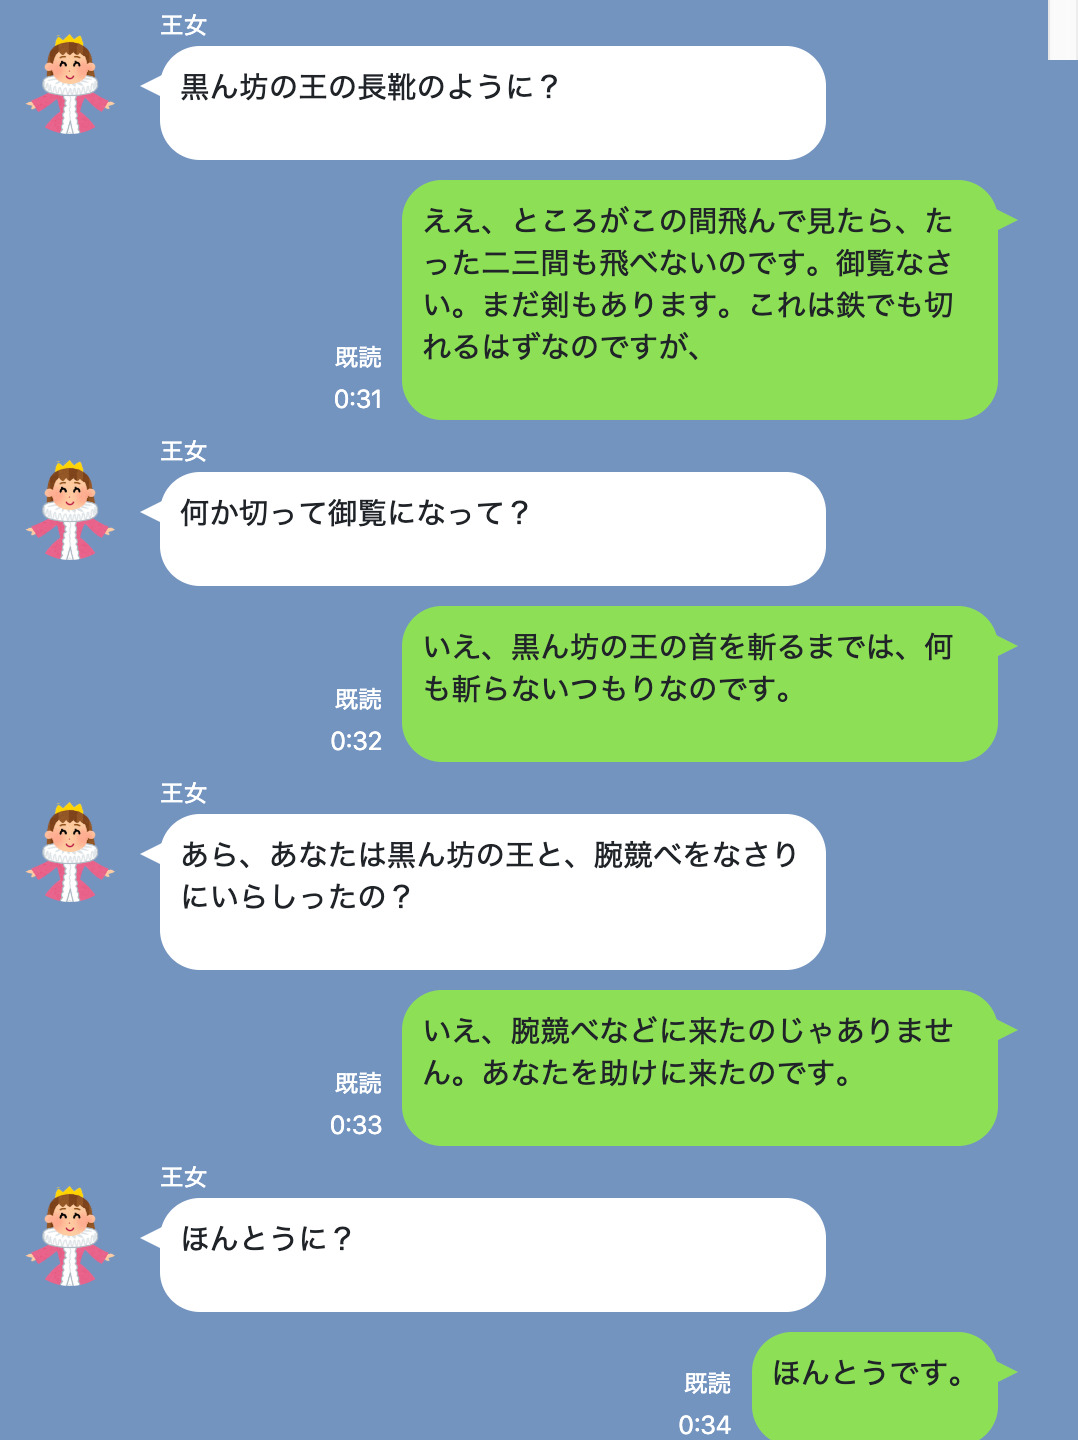 王女
黒ん坊の王の長靴のように？
ええ、ところがこの間飛んで見たら、た
った二三間も飛べないのです。御覧なさ
い。まだ剣もあります。これは鉄でも切
れるはずなのですが、
既読
0:31
王女
何か切って御覧になって？
いえ、黒ん坊の王の首を斬るまでは、何
も斬らないつもりなのです。
既読
0:32
王女
あら、あなたは黒ん坊の王と、腕競べをなさり
にいらしったの？
いえ、腕競べなどに来たのじゃありませ
ん。あなたを助けに来たのです。
既読
0:33
王女
ほんとうに？
ほんとうです。
既読
0:34